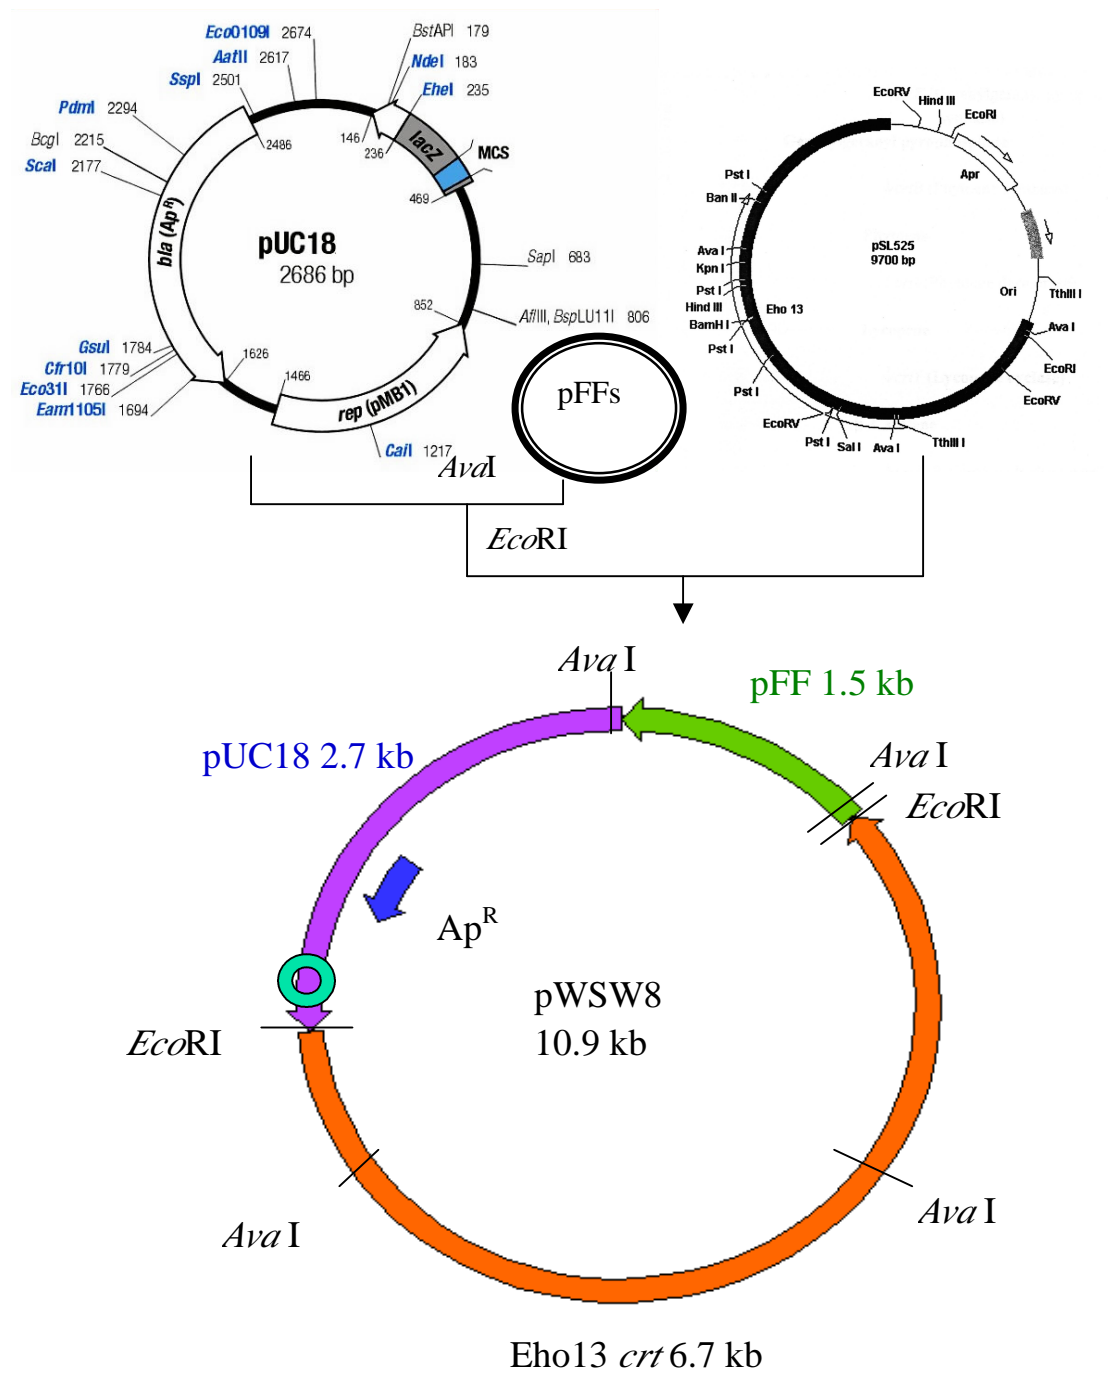 Eco0109I 2674
AatII 2617
SspI 2501
PdmI 2294
BcgI 2215
ScaI 2177
BstAPI 179
NdeI 183
EheI 235
2486
146
236
lacZ
MCS
469
bla (ApR)
pUC18
2686 bp
SapI 683
852
AflIII, BspLU11I 806
GsuI 1784
Cfr10I 1779
Eco31I 1766
Eam1105I 1694
1626
1466
rep (pMB1)
CaiI 1217
pFFs
EcoRV
Hind III
EcoRI
Apr
Pst I
Ban II
Ava I
Kpn I
Pst I
Hind III
BamH I
Pst I
Pst I
EcoRV
Pst I
Sal I
Ava I
TthIII I
EcoRV
EcoRI
Ava I
TthIII I
Ori
pSL525
9700 bp
Eho 13
AvaI
EcoRI
Ava I
pFF 1.5 kb
pUC18 2.7 kb
Ava I
EcoRI
ApR
pWSW8
10.9 kb
EcoRI
Ava I
Ava I
Eho13 crt 6.7 kb